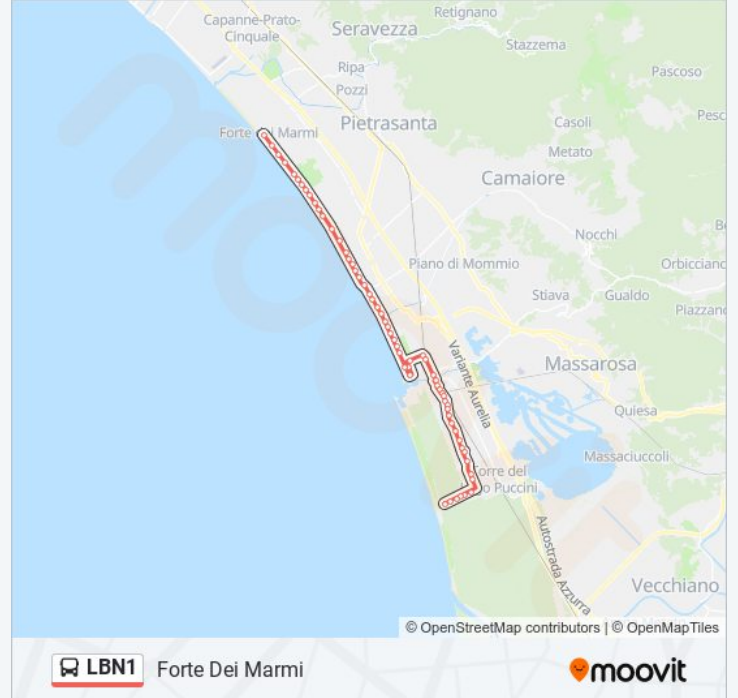 Capanne-Prato-
Cinquale
Seravezza
Retignano
Stazzema
Ripa
Pozzi
Pascoso
Forte Dei Marmi
Pietrasanta
Casoli
Metato
Camaiore
Nocchi
Piano di Mommio
Orbicciano
Stiava
Gualdo
Piazzano
Variante Aurelia
Massarosa
Quiesa
Massaciuccoli
Torre del
Puccini
Autostrada Azzurra
Vecchiano
© OpenStreetMap contributors | © OpenMapTiles
LBN1 Forte Dei Marmi
moovit